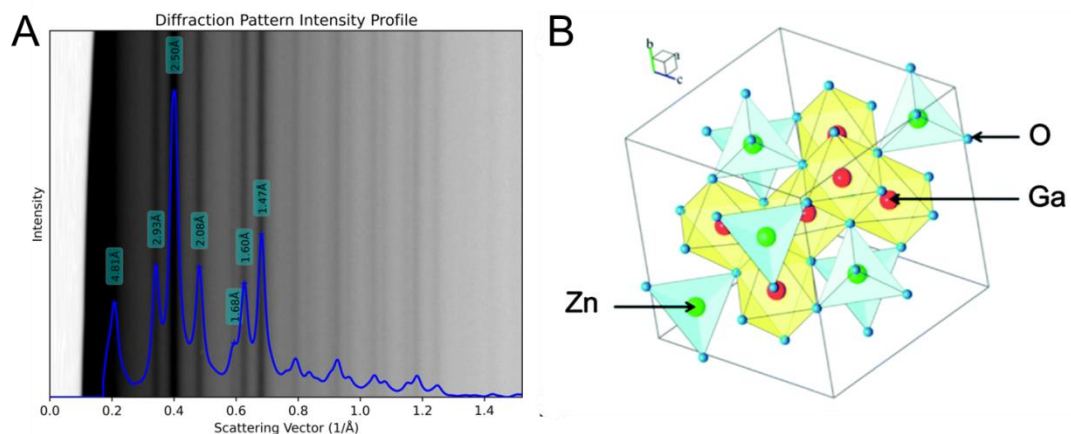 A
Diffraction Pattern Intensity Profile
Intensity
4.81Å
2.93Å
2.50Å
2.08Å
1.68Å
1.60Å
1.47Å
0.0 0.2 0.4 0.6 0.8 1.0 1.2 1.4
Scattering Vector (1/Å)
B
b
a
c
O
Ga
Zn